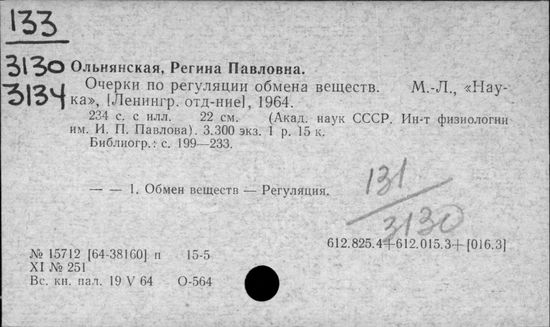 133
3130
3134
Ольнянская, Регина Павловна.
Очерки по регуляции обмена веществ. М.-Л., «Нау-
ка», [Ленингр. отд-ние], 1964.
234 с. с илл. 22 см. (Акад. наук СССР. Ин-т физиологии
им. И. П. Павлова). 3.300 экз. 1 р. 15 к.
Библиогр.: с. 199—233.
— — 1. Обмен веществ — Регуляция.
131
3130
612.825.4+612.015.3+[016.3]
№ 15712 [64-38160] п 15-5
XI № 251
Вс. кн. пал. 19 V 64 О-564